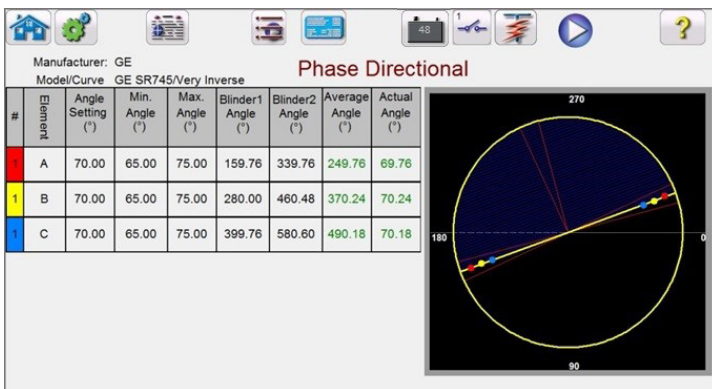 48
1
?
Manufacturer: GE
Model/Curve GE SR745/Very Inverse
Phase Directional
# Element Angle Setting (°) Min. Angle (°) Max. Angle (°) Blinder1 Angle (°) Blinder2 Angle (°) Average Angle (°) Actual Angle (°)
1 A 70.00 65.00 75.00 159.76 339.76 249.76 69.76
1 B 70.00 65.00 75.00 280.00 460.48 370.24 70.24
1 C 70.00 65.00 75.00 399.76 580.60 490.18 70.18
270
180
0
90